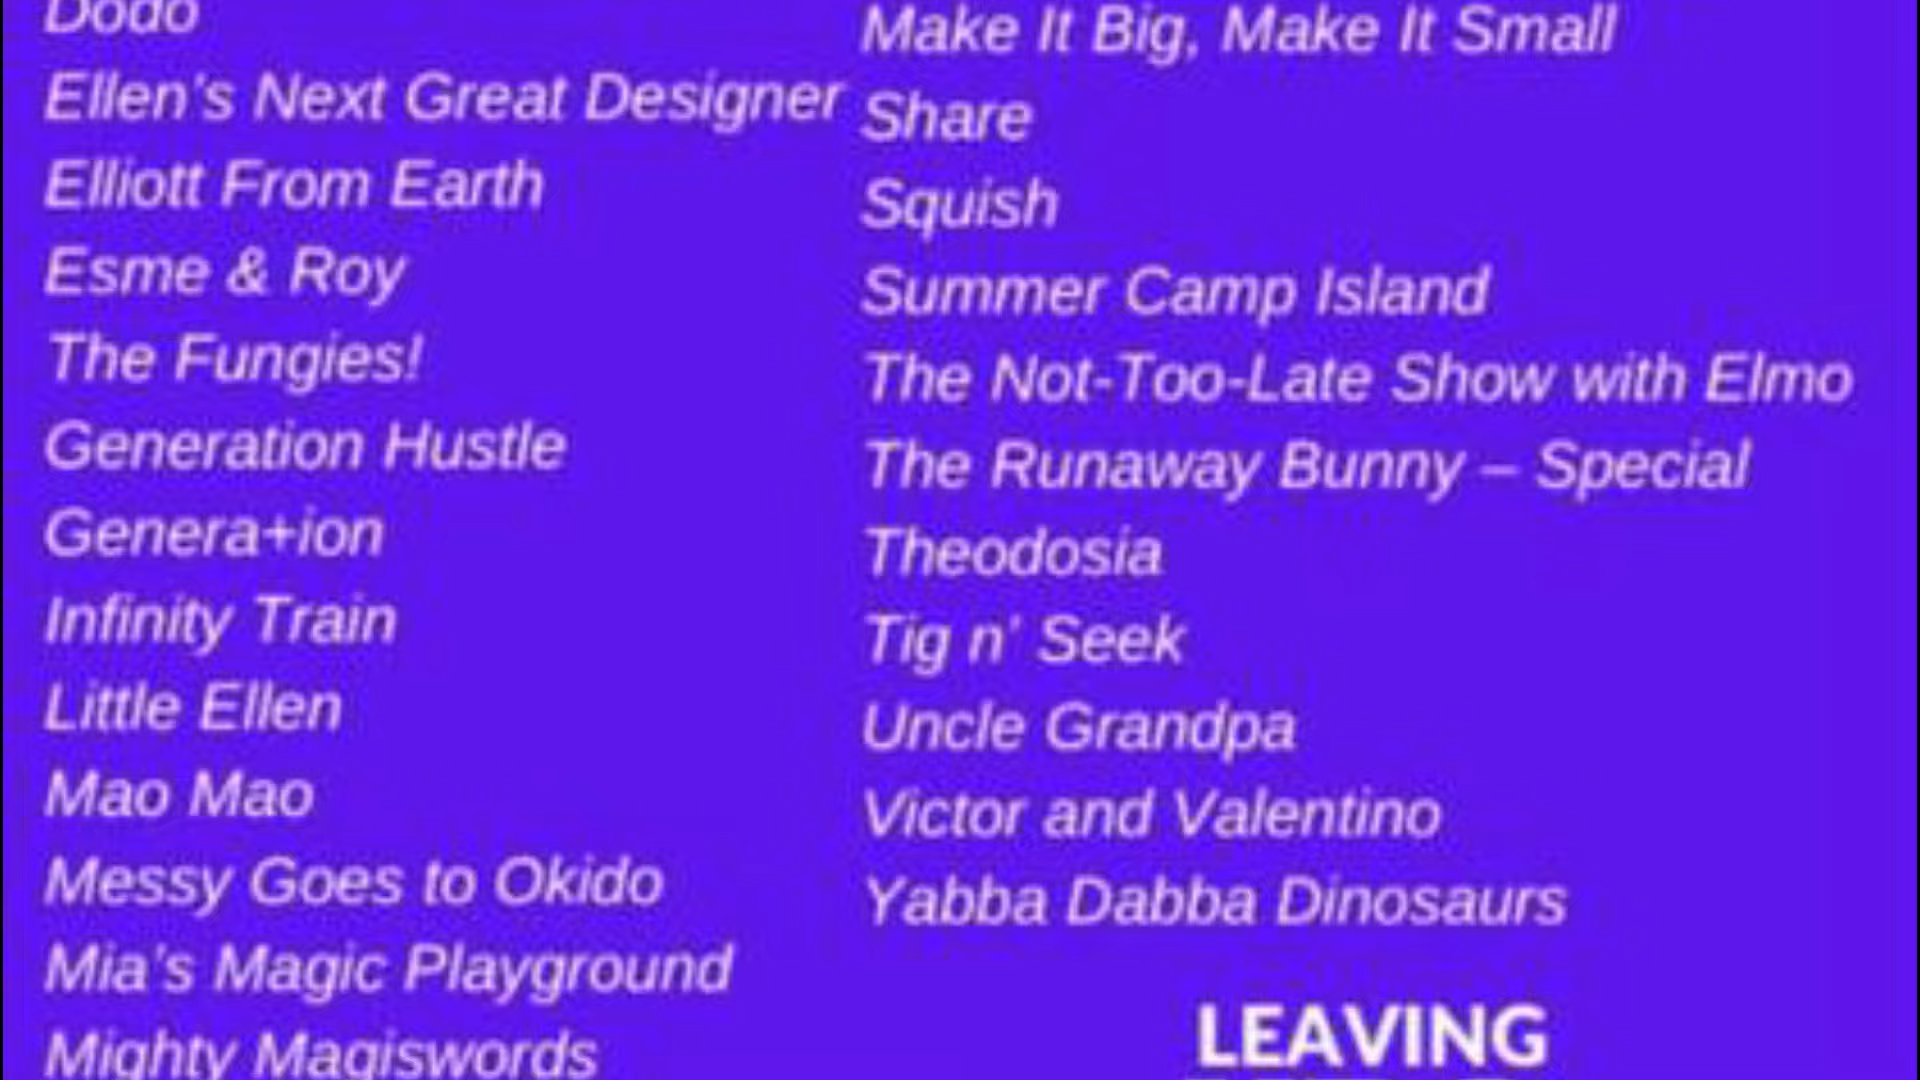 Dodo
Ellen's Next Great Designer
Elliott From Earth
Esme & Roy
The Fungies!
Generation Hustle
Genera+ion
Infinity Train
Little Ellen
Mao Mao
Messy Goes to Okido
Mia's Magic Playground
Mighty Magiswords
Make It Big, Make It Small
Share
Squish
Summer Camp Island
The Not-Too-Late Show with Elmo
The Runaway Bunny – Special
Theodosia
Tig n' Seek
Uncle Grandpa
Victor and Valentino
Yabba Dabba Dinosaurs
LEAVING